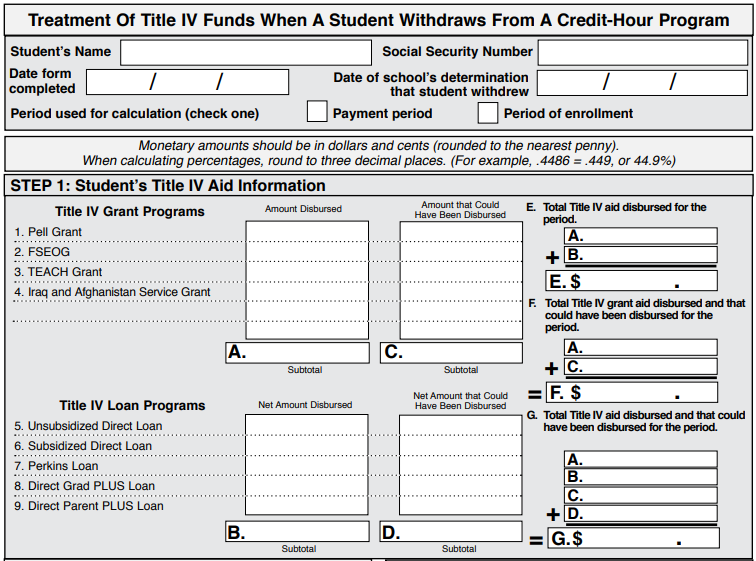 Treatment Of Title IV Funds When A Student Withdraws From A Credit-Hour Program
Student's Name
Social Security Number
Date form
completed
/ /
Date of school's determination
that student withdrew
/ /
Period used for calculation (check one)
Payment period
Period of enrollment
Monetary amounts should be in dollars and cents (rounded to the nearest penny).
When calculating percentages, round to three decimal places. (For example, .4486 = .449, or 44.9%)
STEP 1: Student's Title IV Aid Information
Title IV Grant Programs
Amount Disbursed
Amount that Could
Have Been Disbursed
1. Pell Grant
2. FSEOG
3. TEACH Grant
4. Iraq and Afghanistan Service Grant
A.
Subtotal
C.
Subtotal
Title IV Loan Programs
Net Amount Disbursed
Net Amount that Could
Have Been Disbursed
5. Unsubsidized Direct Loan
6. Subsidized Direct Loan
7. Perkins Loan
8. Direct Grad PLUS Loan
9. Direct Parent PLUS Loan
B.
Subtotal
D.
Subtotal
E. Total Title IV aid disbursed for the
period.
A.
+ B.
E. $ .
F. Total Title IV grant aid disbursed and that
could have been disbursed for the
period.
A.
+ C.
= F. $ .
G. Total Title IV aid disbursed and that could
have been disbursed for the period.
A.
B.
C.
+ D.
= G. $ .